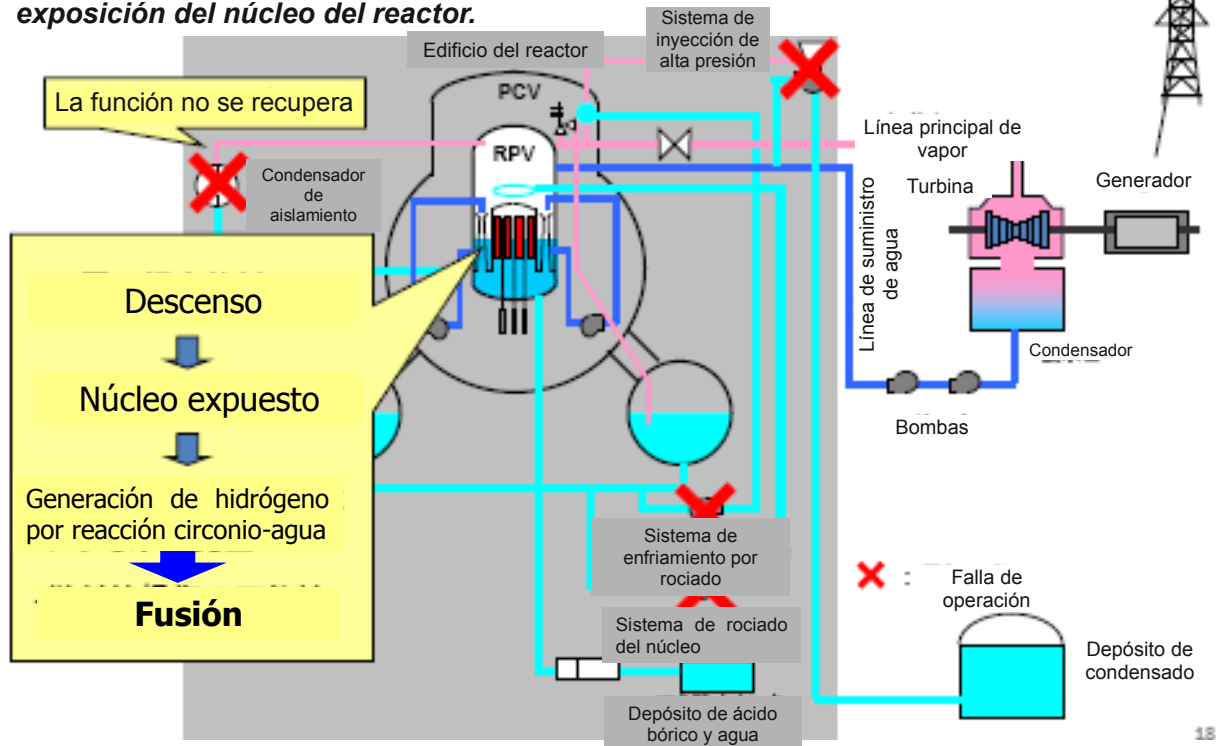 exposición del núcleo del reactor.
Sistema de
inyección de
alta presión
Edificio del reactor
La función no se recupera
PCV
RPV
Condensador
de
aislamiento
Línea principal de
vapor
Turbina
Generador
Línea de suministro
de agua
Condensador
Bombas
Descenso
Núcleo expuesto
Generación de hidrógeno
por reacción circonio-agua
Fusión
Sistema de
enfriamiento por
rociado
Sistema de rociado
del núcleo
Depósito de ácido
bórico y agua
:
Falla de
operación
Depósito de
condensado
18